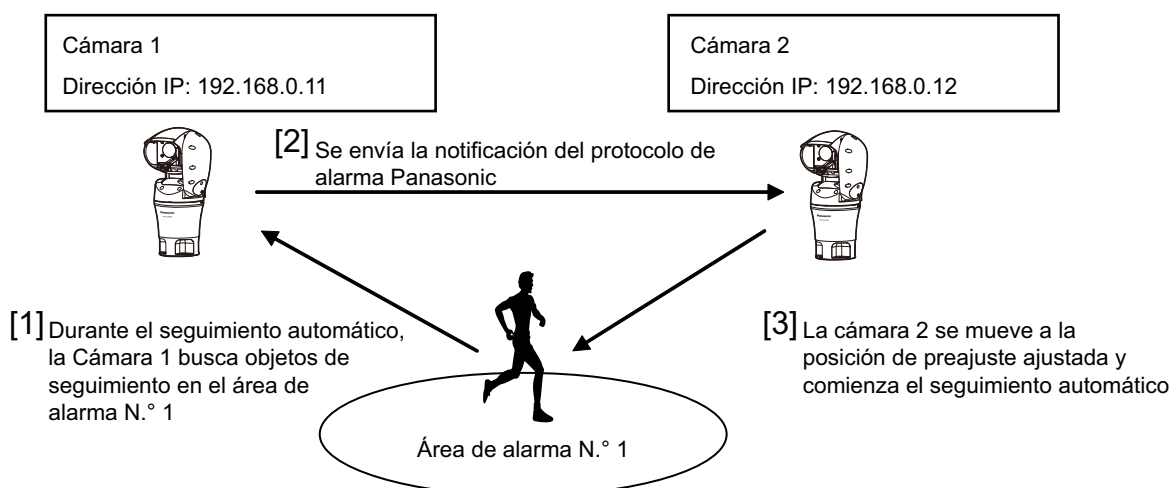 Cámara 1
Dirección IP: 192.168.0.11
Cámara 2
Dirección IP: 192.168.0.12
[2] Se envía la notificación del protocolo de
alarma Panasonic
Panasonic
Panasonic
[1] Durante el seguimiento automático,
la Cámara 1 busca objetos de
seguimiento en el área de
alarma N.° 1
[3] La cámara 2 se mueve a la
posición de preajuste ajustada y
comienza el seguimiento automático
Área de alarma N.° 1